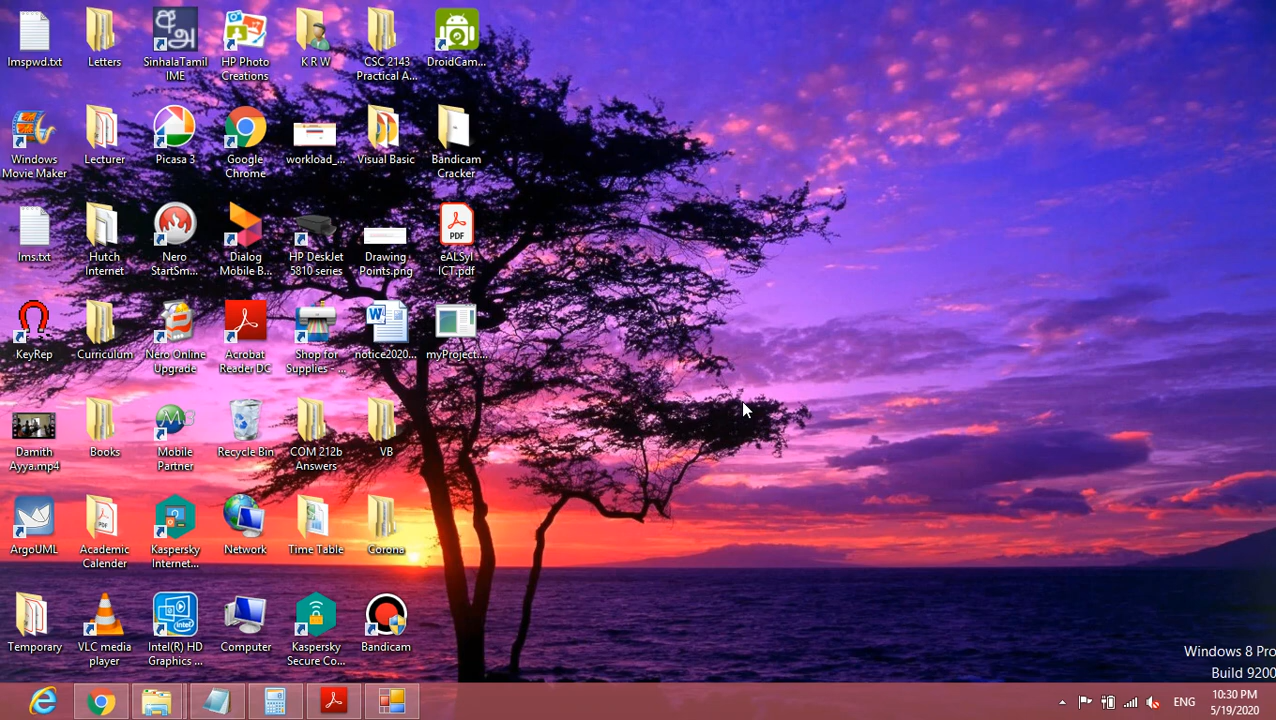 lmspwd.txt
Letters
SinhalaTamil
IME
HP Photo
Creations
K R W
CSC 2143
Practical A...
DroidCam...
Windows
Movie Maker
Lecturer
Picasa 3
Google
Chrome
workload_...
Visual Basic
Bandicam
Cracker
lms.txt
Hutch
Internet
Nero
StartSm...
Dialog
Mobile B...
HP DeskJet
5810 series
Drawing
Points.png
PDF
eALSyl
ICT.pdf
KeyRep
Curriculum
Nero Online
Upgrade
Acrobat
Reader DC
Shop for
Supplies - ...
notice2020...
myProject....
Damith
Ayya.mp4
Books
Mobile
Partner
Recycle Bin
COM 212b
Answers
VB
ArgoUML
PDF
Academic
Calender
Kaspersky
Internet...
Network
Time Table
Corona
Temporary
VLC media
player
intel
Intel(R) HD
Graphics ...
Computer
Kaspersky
Secure Co...
Bandicam
Windows 8 Pro
Build 9200
ENG
10:30 PM
5/19/2020